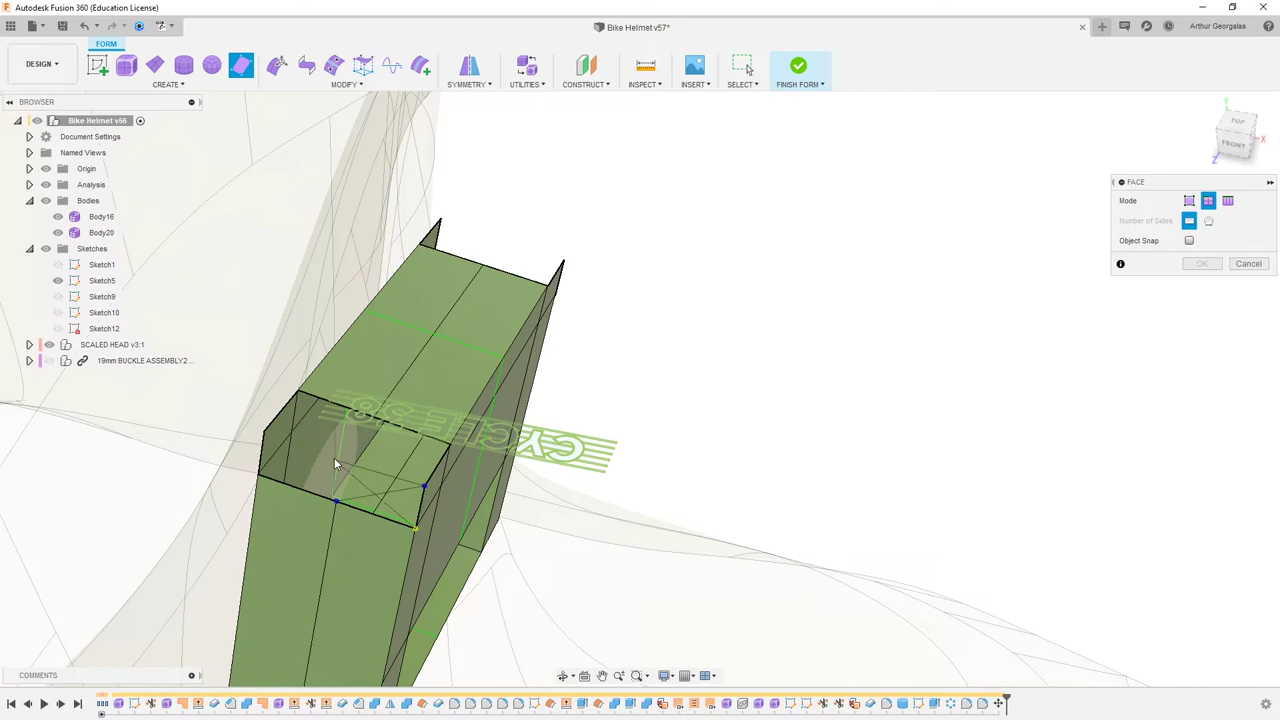 Autodesk Fusion 360 (Education License)
Bike Helmet v57*
Arthur Georgalas
FORM
DESIGN
CREATE
MODIFY
SYMMETRY
UTILITIES
CONSTRUCT
INSPECT
INSERT
SELECT
FINISH FORM
BROWSER
Bike Helmet v56
Document Settings
Named Views
Origin
Analysis
Bodies
Body16
Body20
Sketches
Sketch1
Sketch5
Sketch9
Sketch10
Sketch12
SCALED HEAD v3:1
19mm BUCKLE ASSEMBLY2...
TOP
FRONT
X
Y
Z
FACE
Mode
Number of Sides
Object Snap
OK
Cancel
COMMENTS